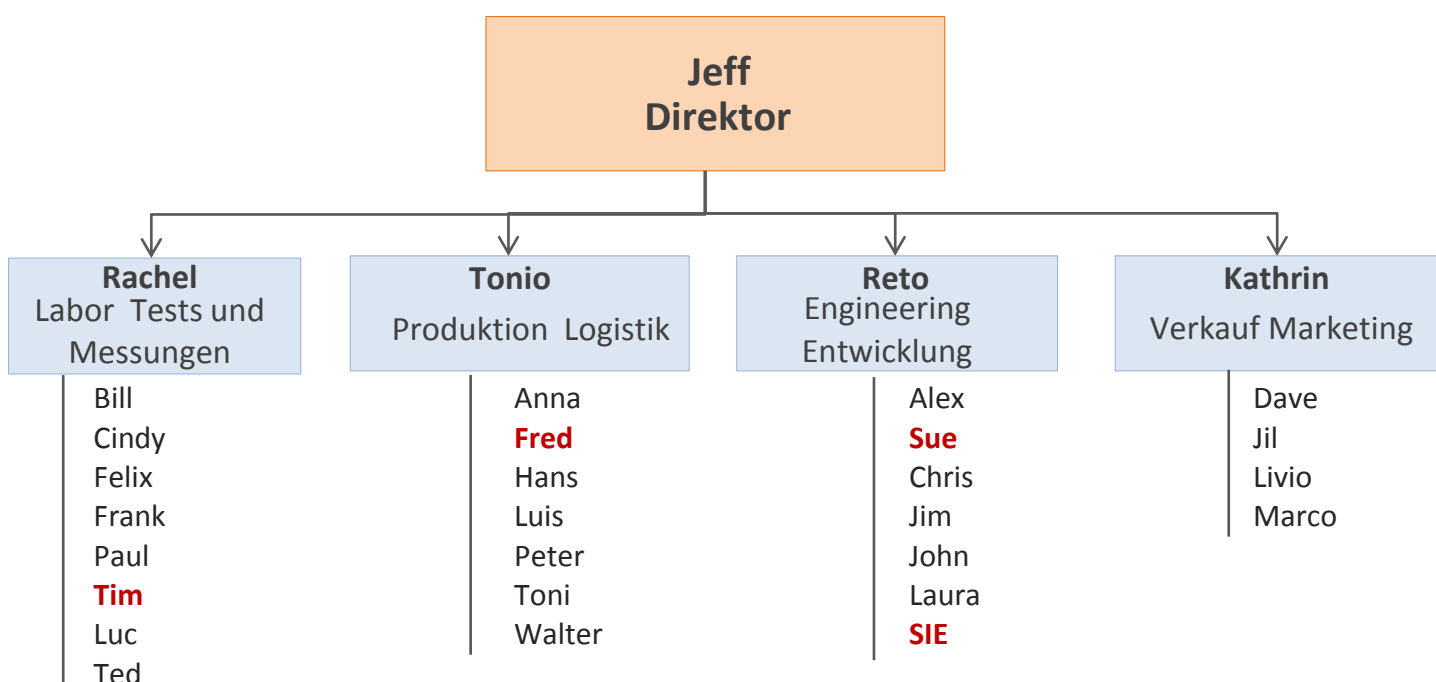 Jeff
Direktor
Rachel
Labor Tests und
Messungen
Bill
Cindy
Felix
Frank
Paul
Tim
Luc
Ted
Tonio
Produktion Logistik
Anna
Fred
Hans
Luis
Peter
Toni
Walter
Reto
Engineering
Entwicklung
Alex
Sue
Chris
Jim
John
Laura
SIE
Kathrin
Verkauf Marketing
Dave
Jil
Livio
Marco